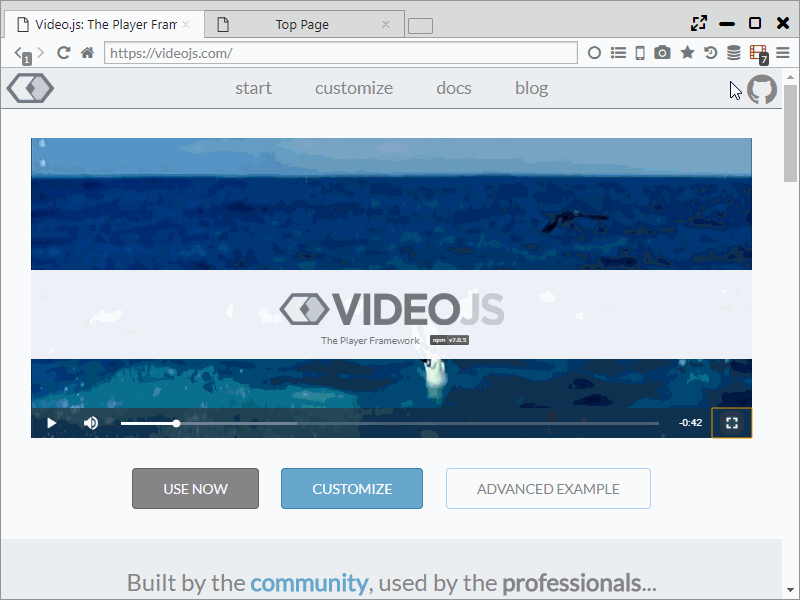 Video.js: The Player Fram
Top Page
1
https://videojs.com/
7
start customize docs blog
VIDEOJS
The Player Framework npm v7.0.5
-0:42
USE NOW CUSTOMIZE ADVANCED EXAMPLE
Built by the community, used by the professionals...